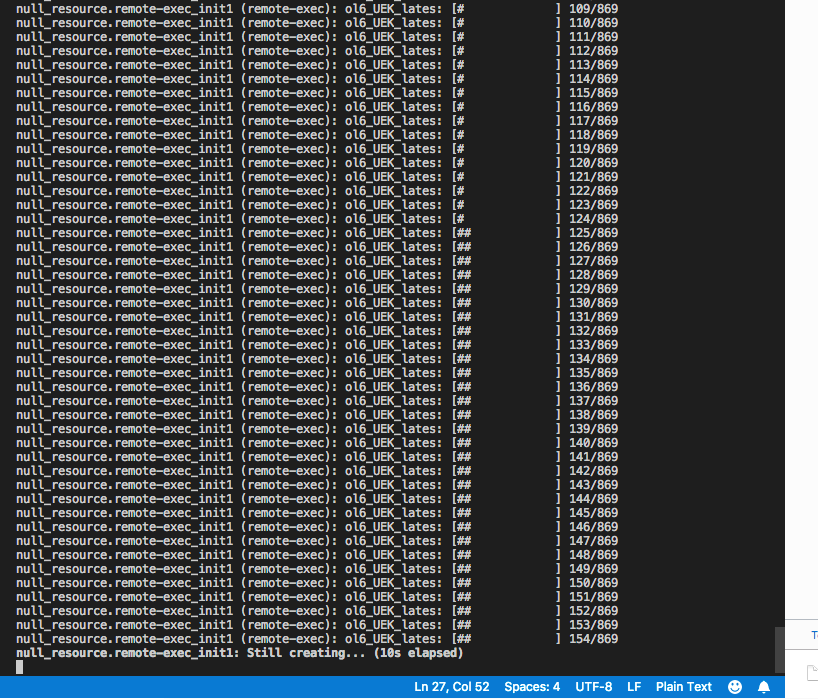 null_resource.remote-exec_init1 (remote-exec): ol6_UEK_lates: [#             ] 109/869
null_resource.remote-exec_init1 (remote-exec): ol6_UEK_lates: [#             ] 110/869
null_resource.remote-exec_init1 (remote-exec): ol6_UEK_lates: [#             ] 111/869
null_resource.remote-exec_init1 (remote-exec): ol6_UEK_lates: [#             ] 112/869
null_resource.remote-exec_init1 (remote-exec): ol6_UEK_lates: [#             ] 113/869
null_resource.remote-exec_init1 (remote-exec): ol6_UEK_lates: [#             ] 114/869
null_resource.remote-exec_init1 (remote-exec): ol6_UEK_lates: [#             ] 115/869
null_resource.remote-exec_init1 (remote-exec): ol6_UEK_lates: [#             ] 116/869
null_resource.remote-exec_init1 (remote-exec): ol6_UEK_lates: [#             ] 117/869
null_resource.remote-exec_init1 (remote-exec): ol6_UEK_lates: [#             ] 118/869
null_resource.remote-exec_init1 (remote-exec): ol6_UEK_lates: [#             ] 119/869
null_resource.remote-exec_init1 (remote-exec): ol6_UEK_lates: [#             ] 120/869
null_resource.remote-exec_init1 (remote-exec): ol6_UEK_lates: [#             ] 121/869
null_resource.remote-exec_init1 (remote-exec): ol6_UEK_lates: [#             ] 122/869
null_resource.remote-exec_init1 (remote-exec): ol6_UEK_lates: [#             ] 123/869
null_resource.remote-exec_init1 (remote-exec): ol6_UEK_lates: [#             ] 124/869
null_resource.remote-exec_init1 (remote-exec): ol6_UEK_lates: [##            ] 125/869
null_resource.remote-exec_init1 (remote-exec): ol6_UEK_lates: [##            ] 126/869
null_resource.remote-exec_init1 (remote-exec): ol6_UEK_lates: [##            ] 127/869
null_resource.remote-exec_init1 (remote-exec): ol6_UEK_lates: [##            ] 128/869
null_resource.remote-exec_init1 (remote-exec): ol6_UEK_lates: [##            ] 129/869
null_resource.remote-exec_init1 (remote-exec): ol6_UEK_lates: [##            ] 130/869
null_resource.remote-exec_init1 (remote-exec): ol6_UEK_lates: [##            ] 131/869
null_resource.remote-exec_init1 (remote-exec): ol6_UEK_lates: [##            ] 132/869
null_resource.remote-exec_init1 (remote-exec): ol6_UEK_lates: [##            ] 133/869
null_resource.remote-exec_init1 (remote-exec): ol6_UEK_lates: [##            ] 134/869
null_resource.remote-exec_init1 (remote-exec): ol6_UEK_lates: [##            ] 135/869
null_resource.remote-exec_init1 (remote-exec): ol6_UEK_lates: [##            ] 136/869
null_resource.remote-exec_init1 (remote-exec): ol6_UEK_lates: [##            ] 137/869
null_resource.remote-exec_init1 (remote-exec): ol6_UEK_lates: [##            ] 138/869
null_resource.remote-exec_init1 (remote-exec): ol6_UEK_lates: [##            ] 139/869
null_resource.remote-exec_init1 (remote-exec): ol6_UEK_lates: [##            ] 140/869
null_resource.remote-exec_init1 (remote-exec): ol6_UEK_lates: [##            ] 141/869
null_resource.remote-exec_init1 (remote-exec): ol6_UEK_lates: [##            ] 142/869
null_resource.remote-exec_init1 (remote-exec): ol6_UEK_lates: [##            ] 143/869
null_resource.remote-exec_init1 (remote-exec): ol6_UEK_lates: [##            ] 144/869
null_resource.remote-exec_init1 (remote-exec): ol6_UEK_lates: [##            ] 145/869
null_resource.remote-exec_init1 (remote-exec): ol6_UEK_lates: [##            ] 146/869
null_resource.remote-exec_init1 (remote-exec): ol6_UEK_lates: [##            ] 147/869
null_resource.remote-exec_init1 (remote-exec): ol6_UEK_lates: [##            ] 148/869
null_resource.remote-exec_init1 (remote-exec): ol6_UEK_lates: [##            ] 149/869
null_resource.remote-exec_init1 (remote-exec): ol6_UEK_lates: [##            ] 150/869
null_resource.remote-exec_init1 (remote-exec): ol6_UEK_lates: [##            ] 151/869
null_resource.remote-exec_init1 (remote-exec): ol6_UEK_lates: [##            ] 152/869
null_resource.remote-exec_init1 (remote-exec): ol6_UEK_lates: [##            ] 153/869
null_resource.remote-exec_init1 (remote-exec): ol6_UEK_lates: [##            ] 154/869
null_resource.remote-exec_init1: Still creating... (10s elapsed)
Ln 27, Col 52 Spaces: 4 UTF-8 LF Plain Text